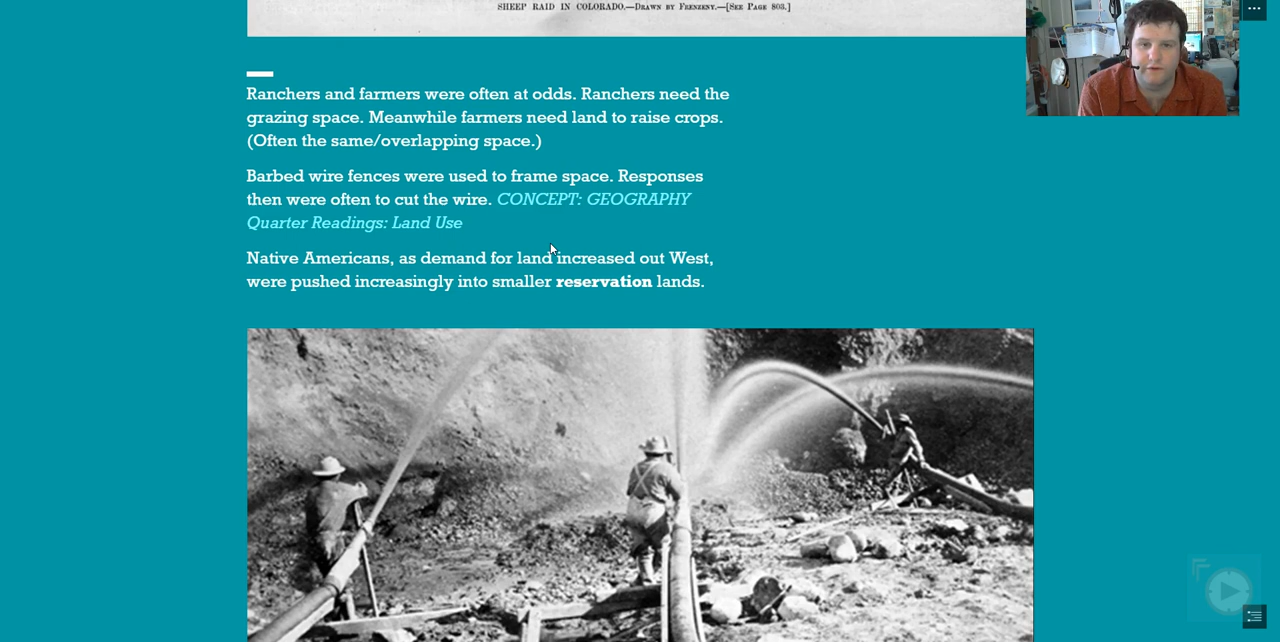 SHEEP RAID IN COLORADO.—Drawn by Frenzeny.—[See Page 803.]
Ranchers and farmers were often at odds. Ranchers need the
grazing space. Meanwhile farmers need land to raise crops.
(Often the same/overlapping space.)
Barbed wire fences were used to frame space. Responses
then were often to cut the wire. CONCEPT: GEOGRAPHY
Quarter Readings: Land Use
Native Americans, as demand for land increased out West,
were pushed increasingly into smaller reservation lands.